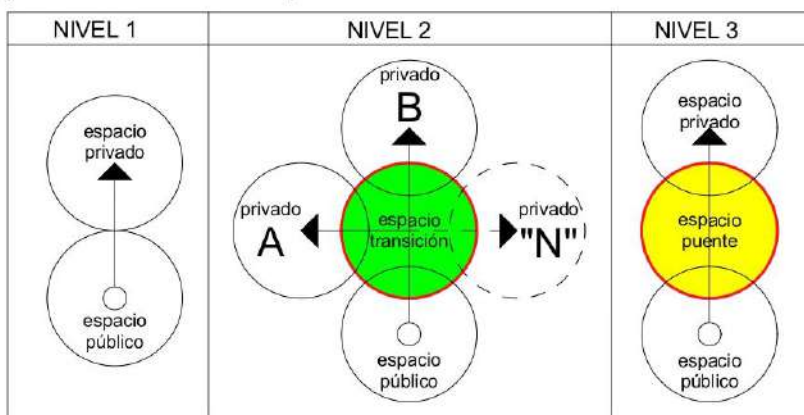 NIVEL 1
NIVEL 2
NIVEL 3
espacio
privado
espacio
público
privado
B
privado
A
espacio
transición
privado
"N"
espacio
público
espacio
privado
espacio
puente
espacio
público